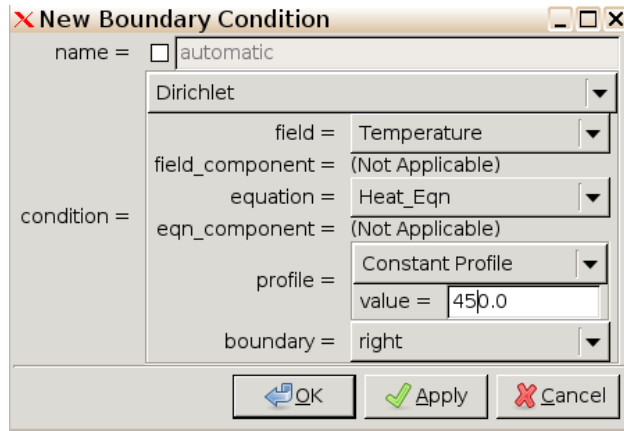 New Boundary Condition
name = automatic
Dirichlet
field = Temperature
field_component = (Not Applicable)
equation = Heat_Eqn
condition =
eqn_component = (Not Applicable)
profile = Constant Profile
value = 450.0
boundary = right
OK Apply Cancel